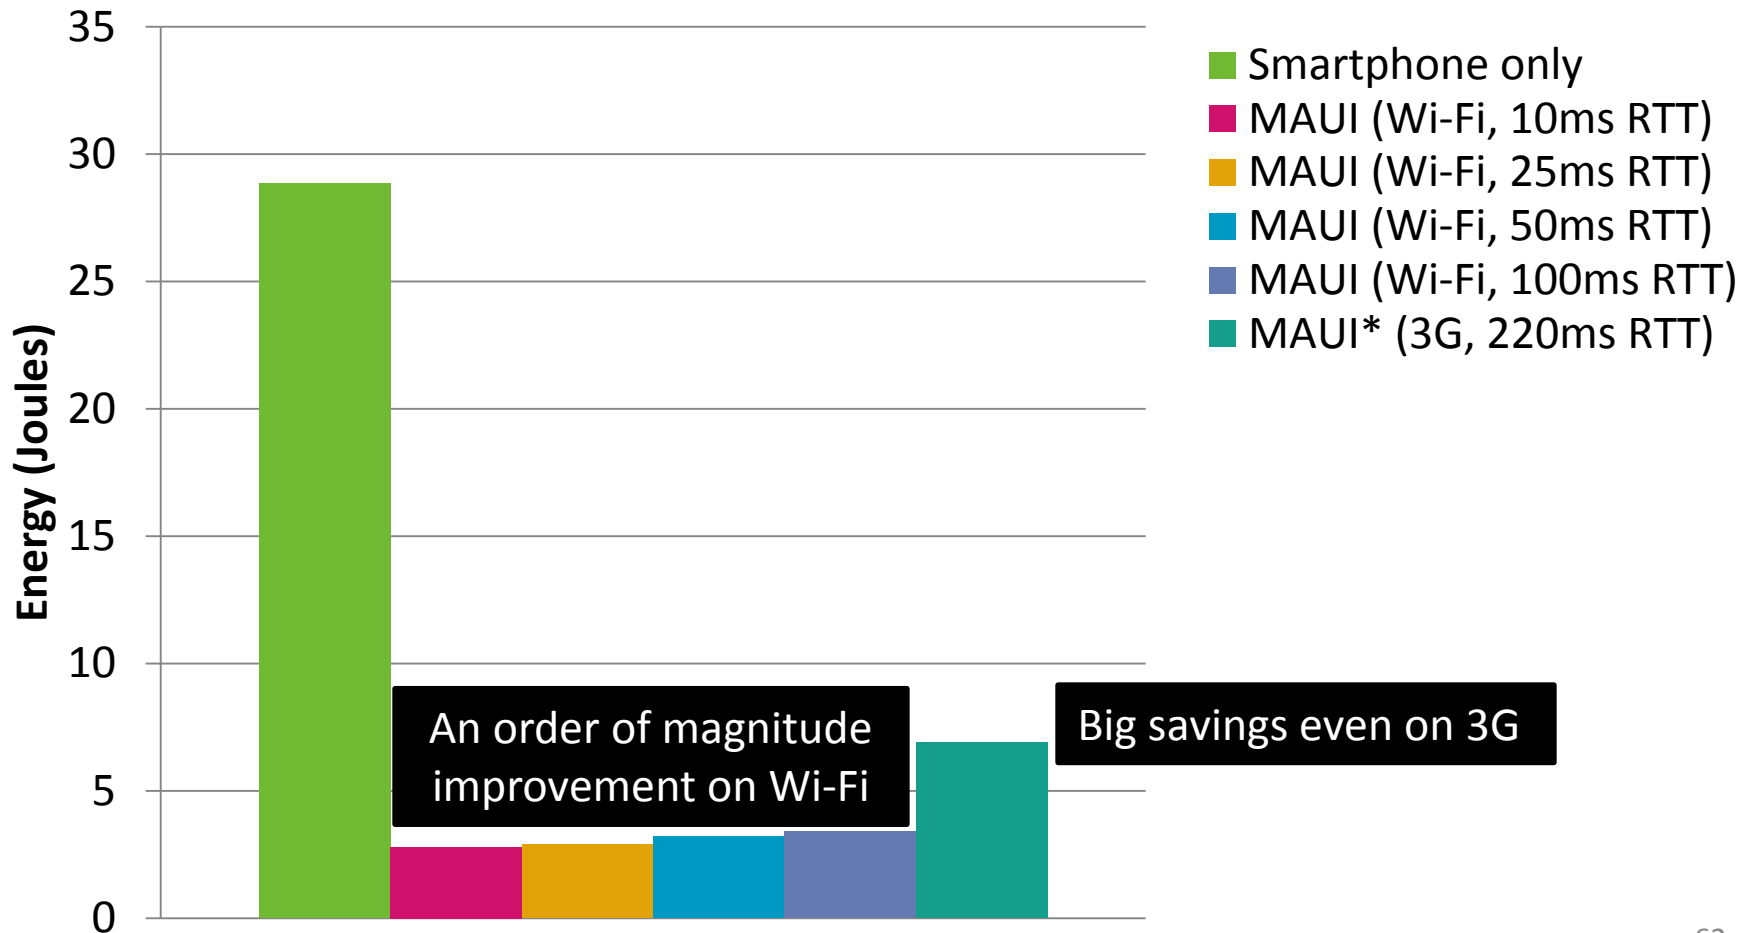 35
30
25
20
15
10
5
0
Energy (Joules)
Smartphone only
MAUI (Wi-Fi, 10ms RTT)
MAUI (Wi-Fi, 25ms RTT)
MAUI (Wi-Fi, 50ms RTT)
MAUI (Wi-Fi, 100ms RTT)
MAUI* (3G, 220ms RTT)
An order of magnitude
improvement on Wi-Fi
Big savings even on 3G